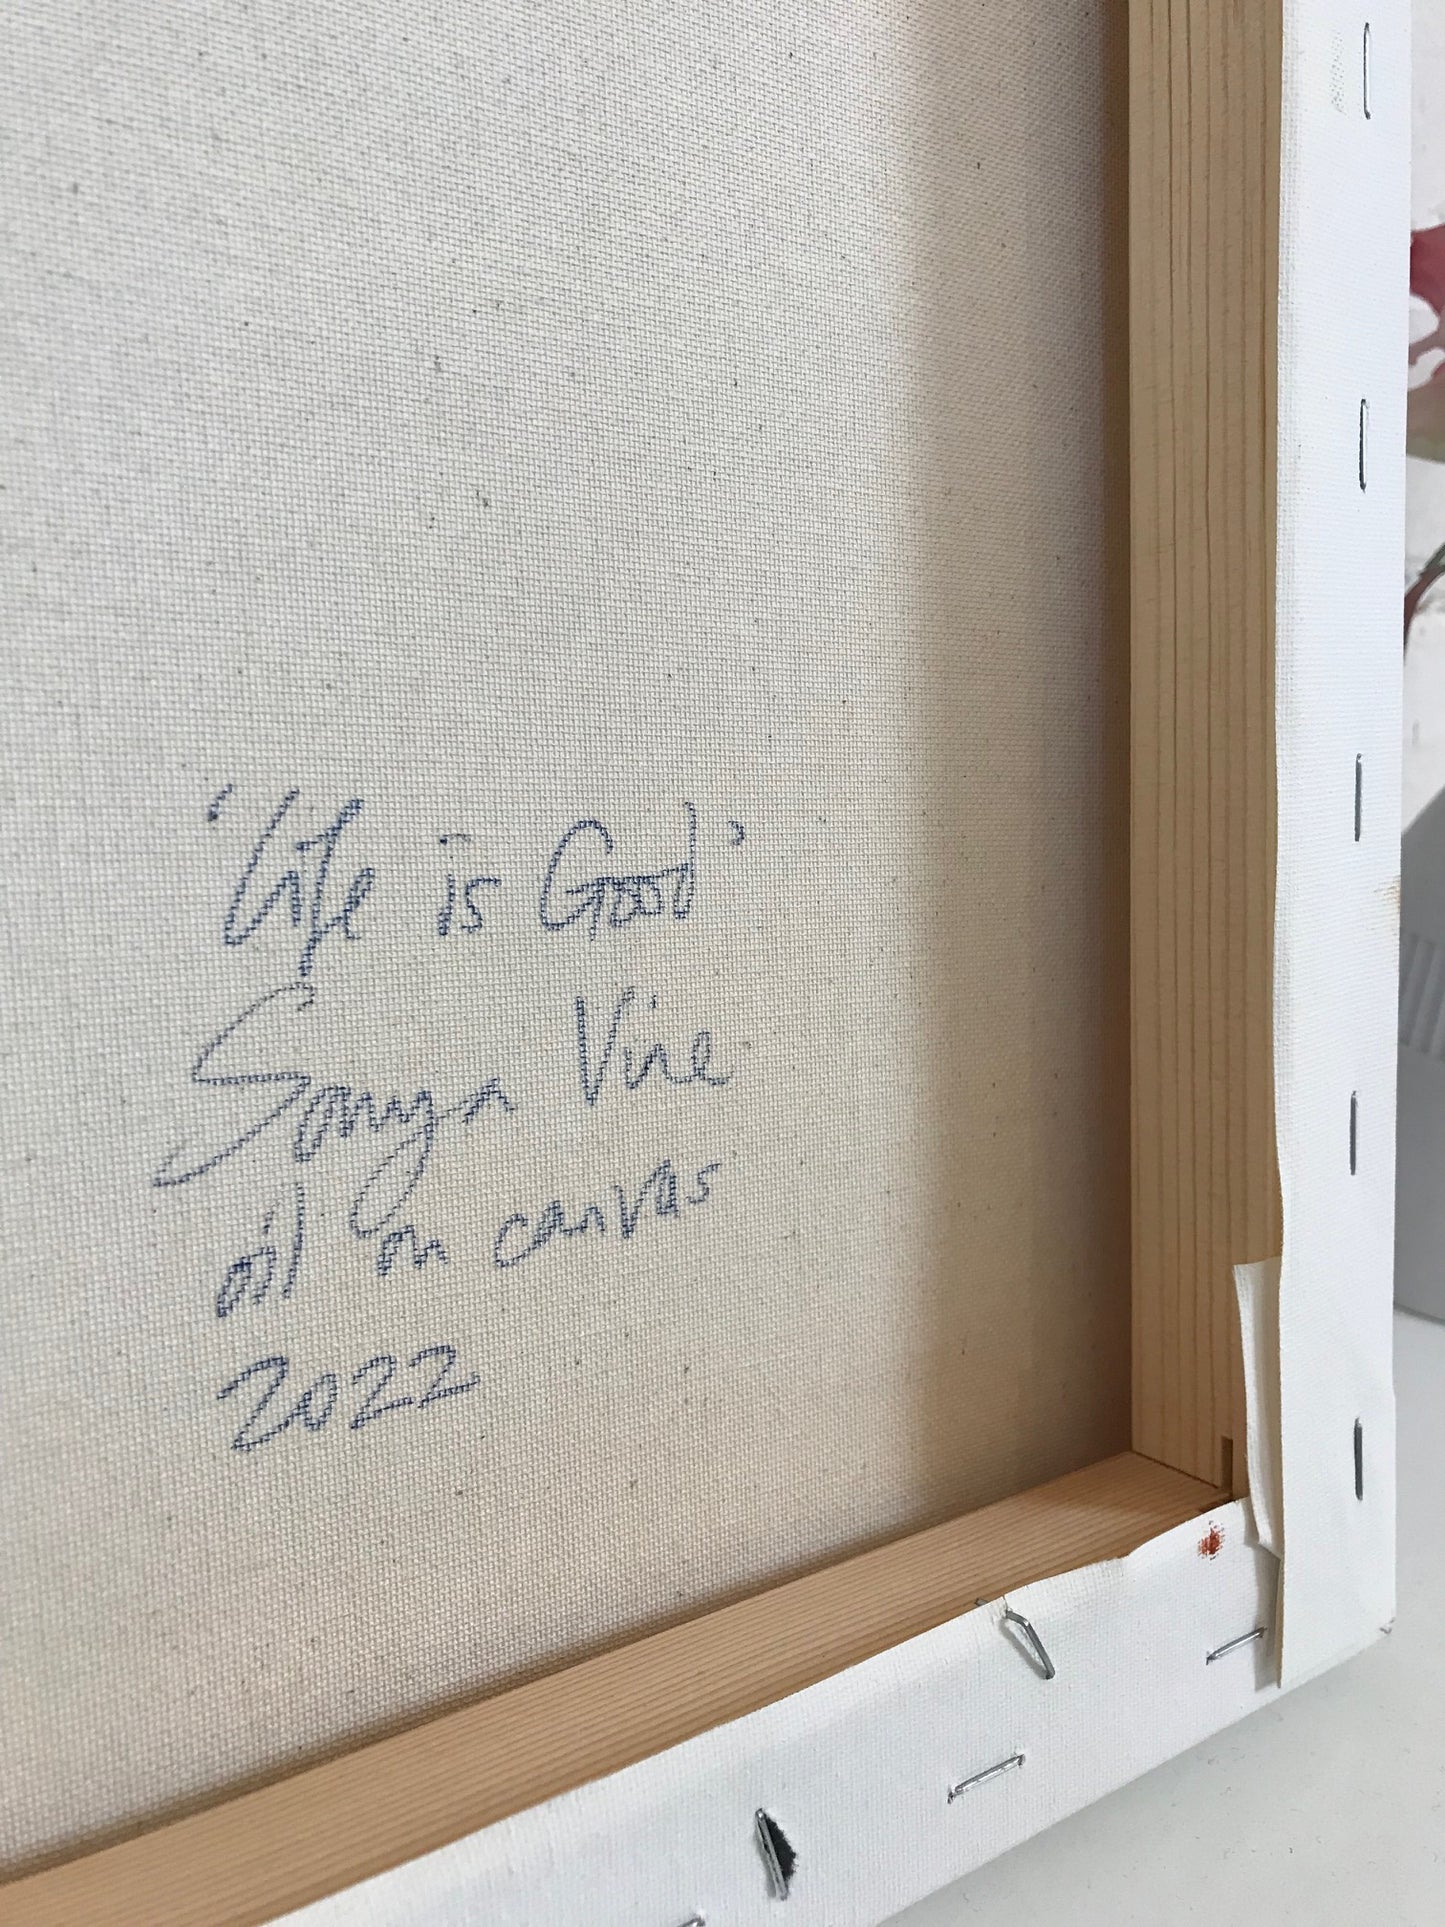 "Life is Good"
Sonya Vine
oil on canvas
2022